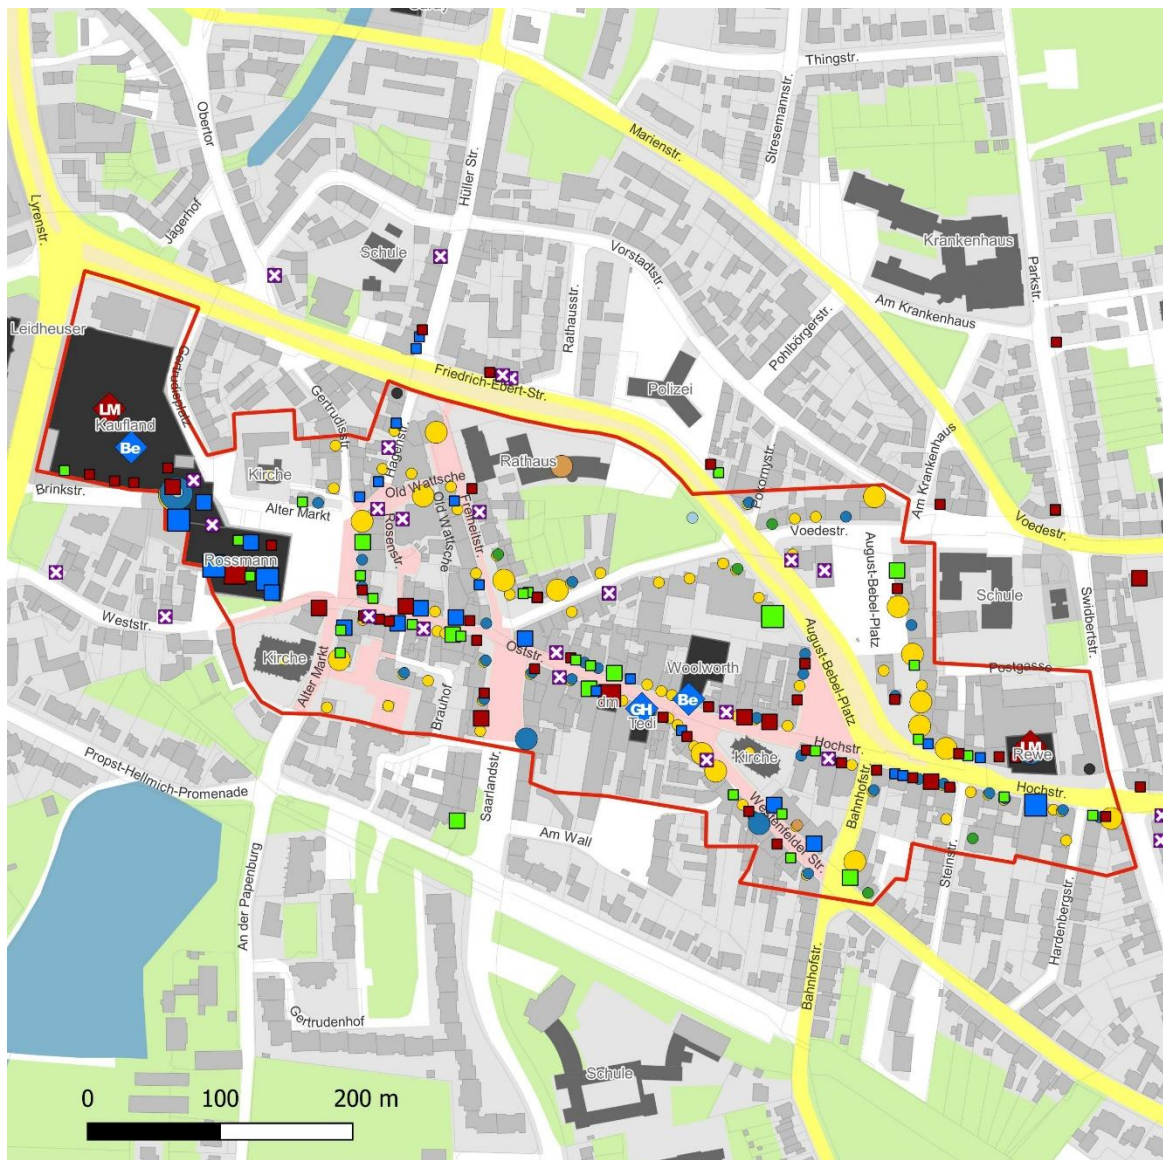 Thingstr.
Stresemannstr.
Obertor
Marienstr.
Hüller Str.
Lyrenstr.
Jägerhof
Schule
Krankenhaus
Vorstadtstr.
Parkstr.
Rathausstr.
Am Krankenhaus
Pohlbörgerstr.
Leidheuser
Gertrudisplatz
Friedrich-Ebert-Str.
Polizei
LM
Kaufland
Be
Gertrudisstr.
Hagenstr.
Am Krankenhaus
Kirche
Rathaus
Pokornystr.
Brinkstr.
Old Wattsche
Alter Markt
Freiheitstr.
Rosenstr.
Old Wattsche
Voedestr.
Voedestr.
Rossmann
August-Bebel-Platz
Schule
Swidbertstr.
Weststr.
Kirche
Alter Markt
Oststr.
Woolworth
August-Bebel-Platz
Postgasse
Brauhof
dm
GH
Be
Tedi
Kirche
Hochstr.
LM
Rewe
Saarlandstr.
Propst-Hellmich-Promenade
Bahnhofstr.
Hochstr.
Am Wall
Westenfelder Str.
Steinstr.
An der Papenburg
Hardenbergstr.
Bahnhofstr.
Gertrudenhof
Schule
0 100 200 m